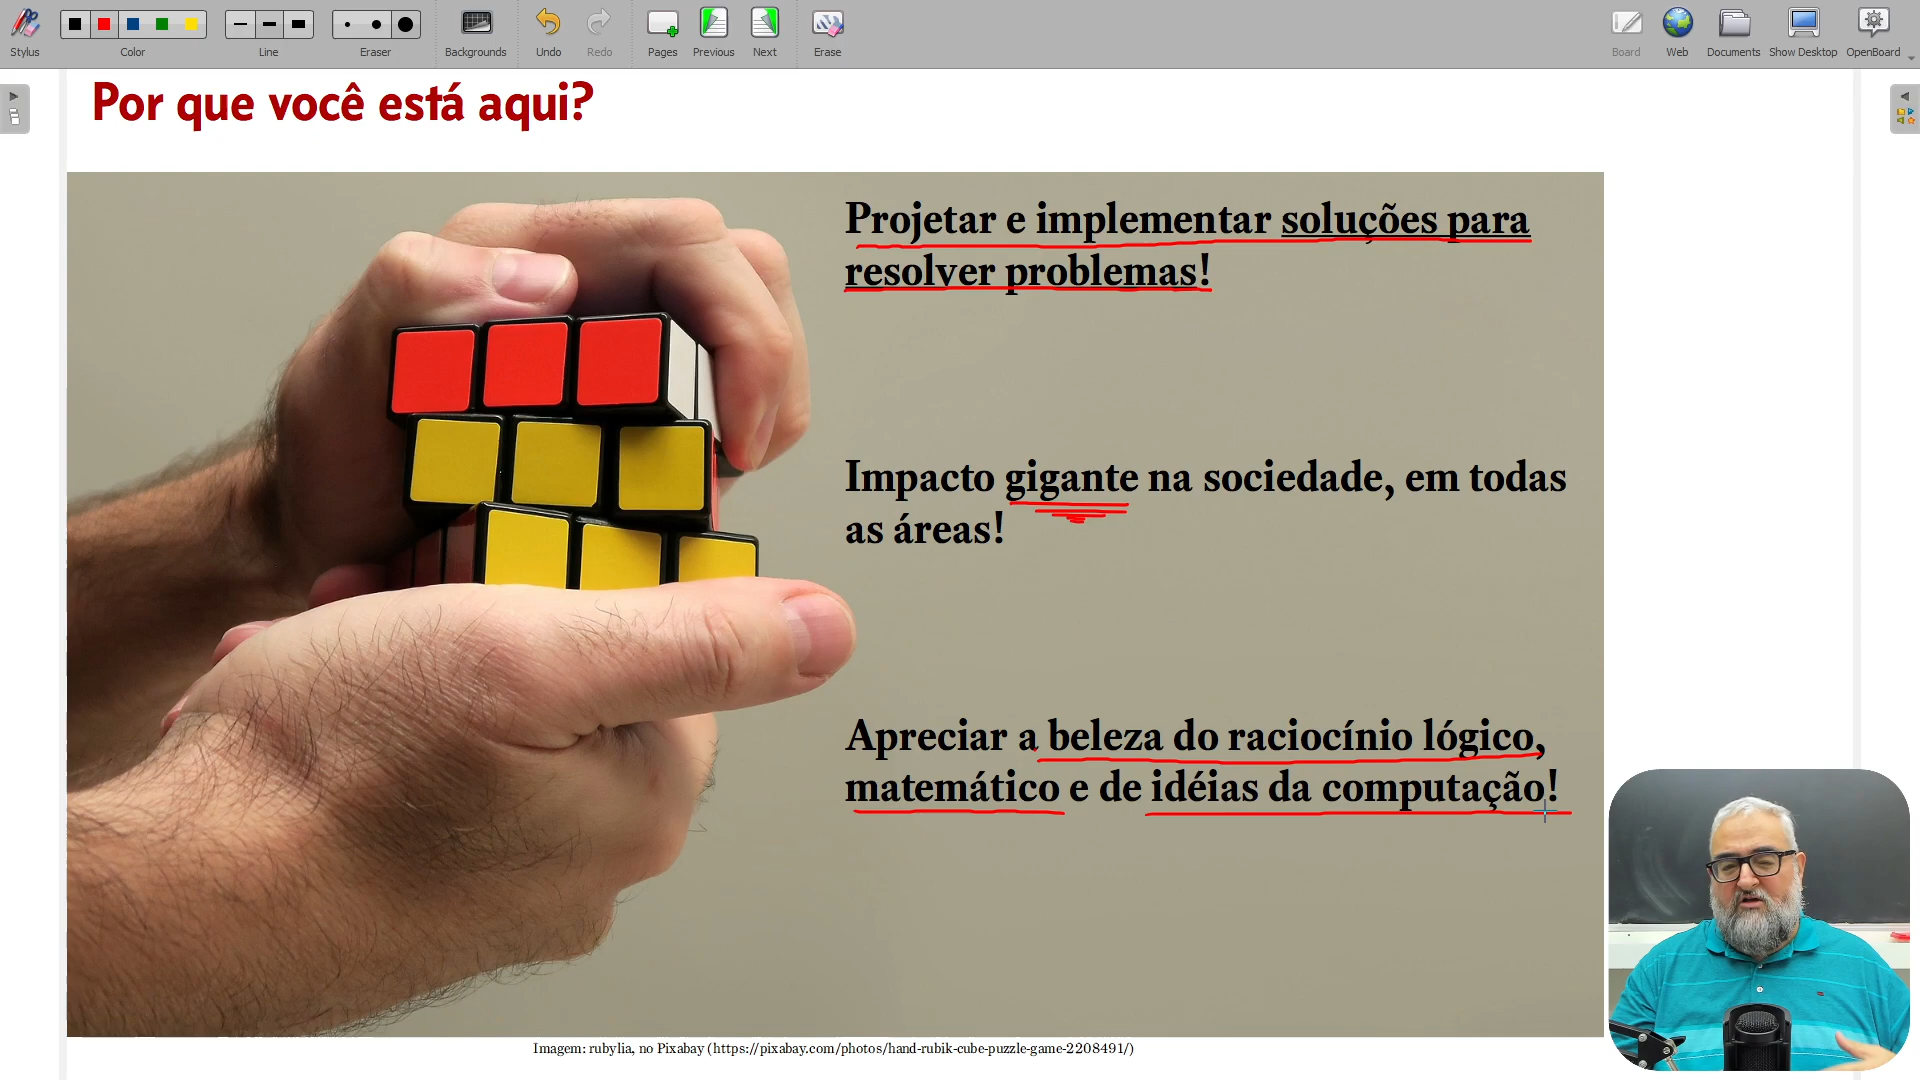 Stylus
Color
Line
Eraser
Backgrounds
Undo
Redo
Pages
Previous
Next
Erase
Board
Web
Documents
Show Desktop
OpenBoard
Por que você está aqui?
Projetar e implementar soluções para
resolver problemas!
Impacto gigante na sociedade, em todas
as áreas!
Apreciar a beleza do raciocínio lógico,
matemático e de idéias da computação!
Imagem: rubylia, no Pixabay (https://pixabay.com/photos/hand-rubik-cube-puzzle-game-2208491/)